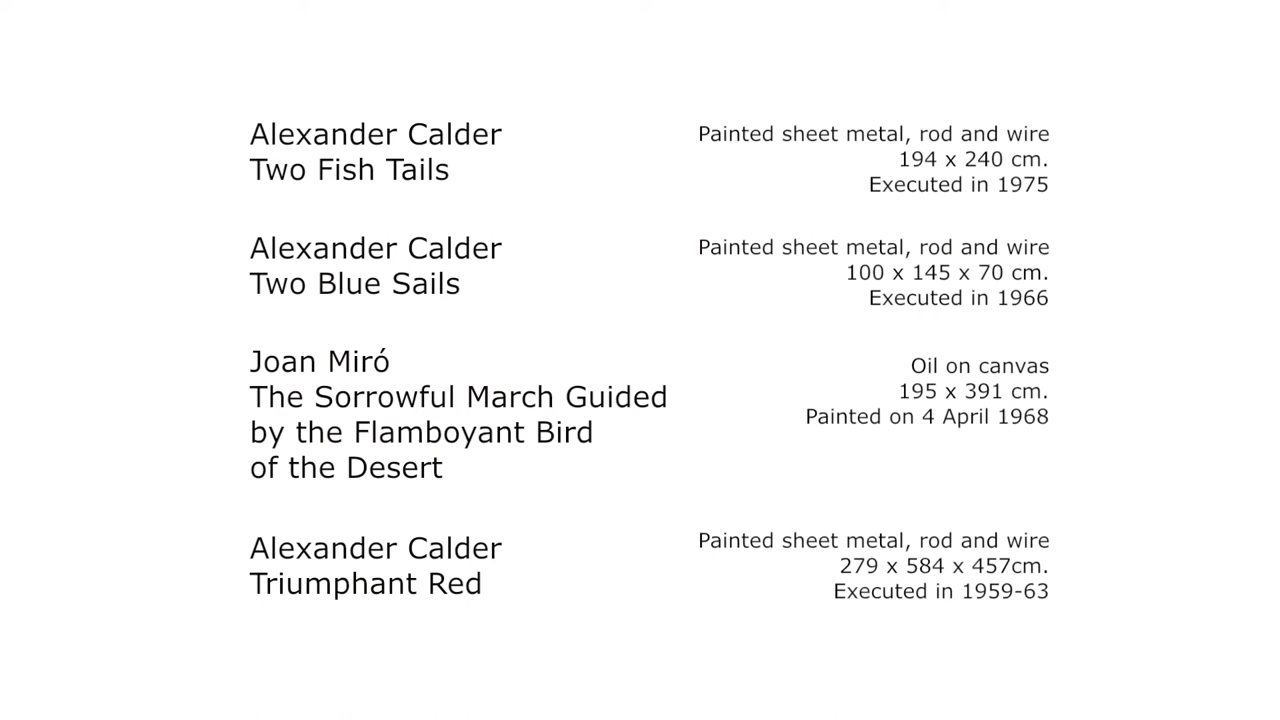 Alexander Calder
Two Fish Tails
Painted sheet metal, rod and wire
194 x 240 cm.
Executed in 1975
Alexander Calder
Two Blue Sails
Painted sheet metal, rod and wire
100 x 145 x 70 cm.
Executed in 1966
Joan Miró
The Sorrowful March Guided
by the Flamboyant Bird
of the Desert
Oil on canvas
195 x 391 cm.
Painted on 4 April 1968
Alexander Calder
Triumphant Red
Painted sheet metal, rod and wire
279 x 584 x 457cm.
Executed in 1959-63